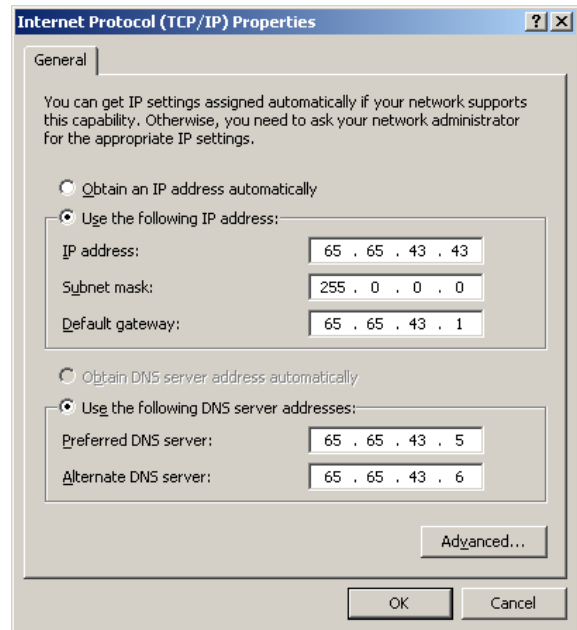 Internet Protocol (TCP/IP) Properties
General
You can get IP settings assigned automatically if your network supports
this capability. Otherwise, you need to ask your network administrator
for the appropriate IP settings.
Obtain an IP address automatically
Use the following IP address:
IP address: 65 . 65 . 43 . 43
Subnet mask: 255 . 0 . 0 . 0
Default gateway: 65 . 65 . 43 . 1
Obtain DNS server address automatically
Use the following DNS server addresses:
Preferred DNS server: 65 . 65 . 43 . 5
Alternate DNS server: 65 . 65 . 43 . 6
Advanced...
OK Cancel